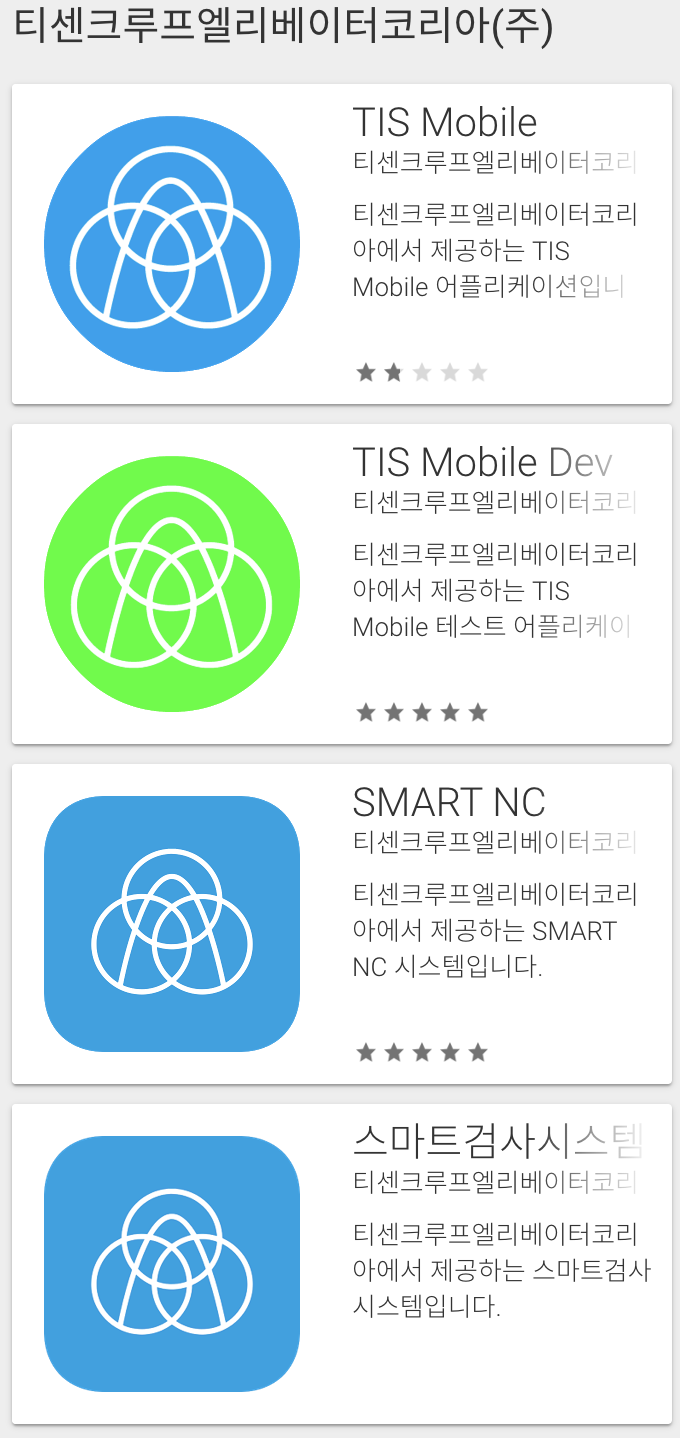 티센크루프엘리베이터코리아(주)
TIS Mobile
티센크루프엘리베이터코리
티센크루프엘리베이터코리
아에서 제공하는 TIS
Mobile 어플리케이션입니
TIS Mobile Dev
티센크루프엘리베이터코리
티센크루프엘리베이터코리
아에서 제공하는 TIS
Mobile 테스트 어플리케이
SMART NC
티센크루프엘리베이터코리
티센크루프엘리베이터코리
아에서 제공하는 SMART
NC 시스템입니다.
스마트검사시스템
티센크루프엘리베이터코리
티센크루프엘리베이터코리
아에서 제공하는 스마트검사
시스템입니다.